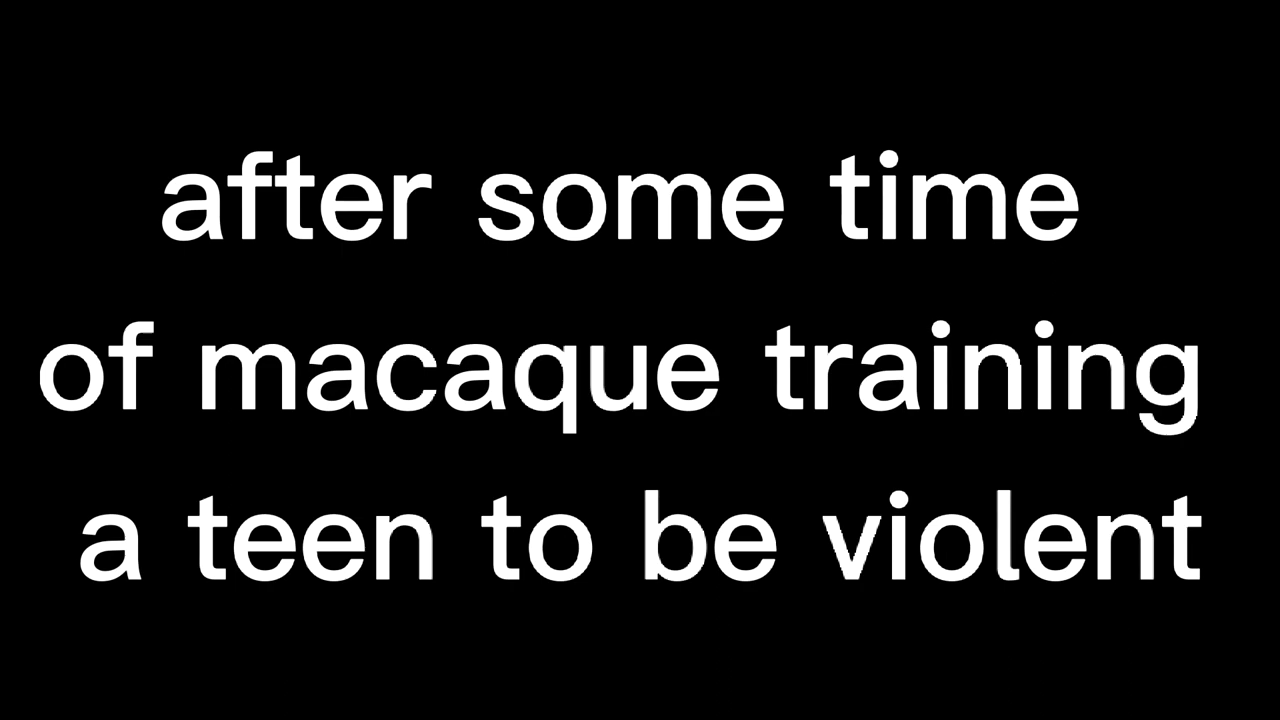 after some time
of macaque training
a teen to be violent